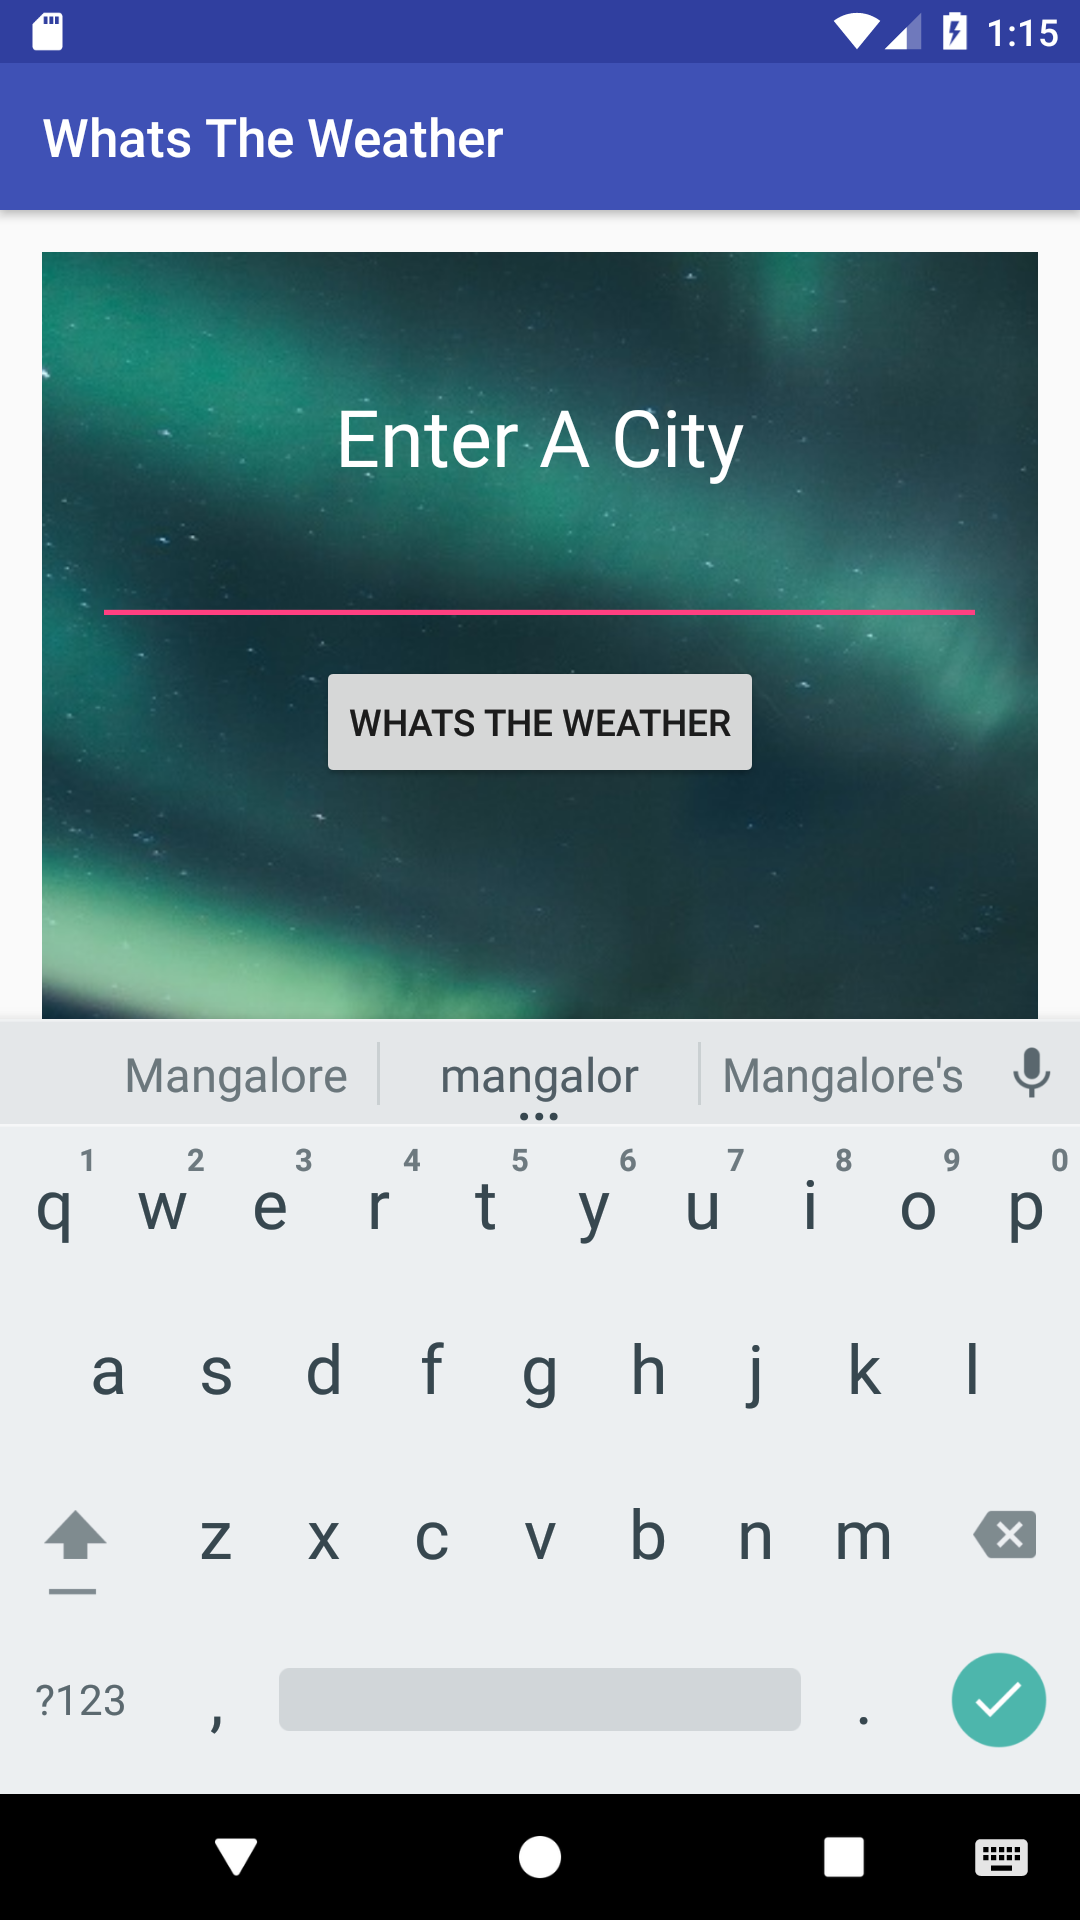 1:15
Whats The Weather
Enter A City
WHATS THE WEATHER
Mangalore mangalor Mangalore's
1 2 3 4 5 6 7 8 9 0
q w e r t y u i o p
a s d f g h j k l
z x c v b n m
?123 , .